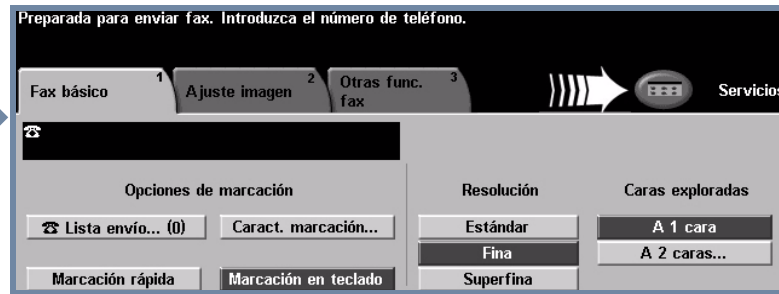 Preparada para enviar fax. Introduzca el número de teléfono.
Fax básico 1
Ajuste imagen 2
Otras func. fax 3
Servicios
Opciones de marcación
Lista envío... (0)
Caract. marcación...
Marcación rápida
Marcación en teclado
Resolución
Estándar
Fina
Superfina
Caras exploradas
A 1 cara
A 2 caras...